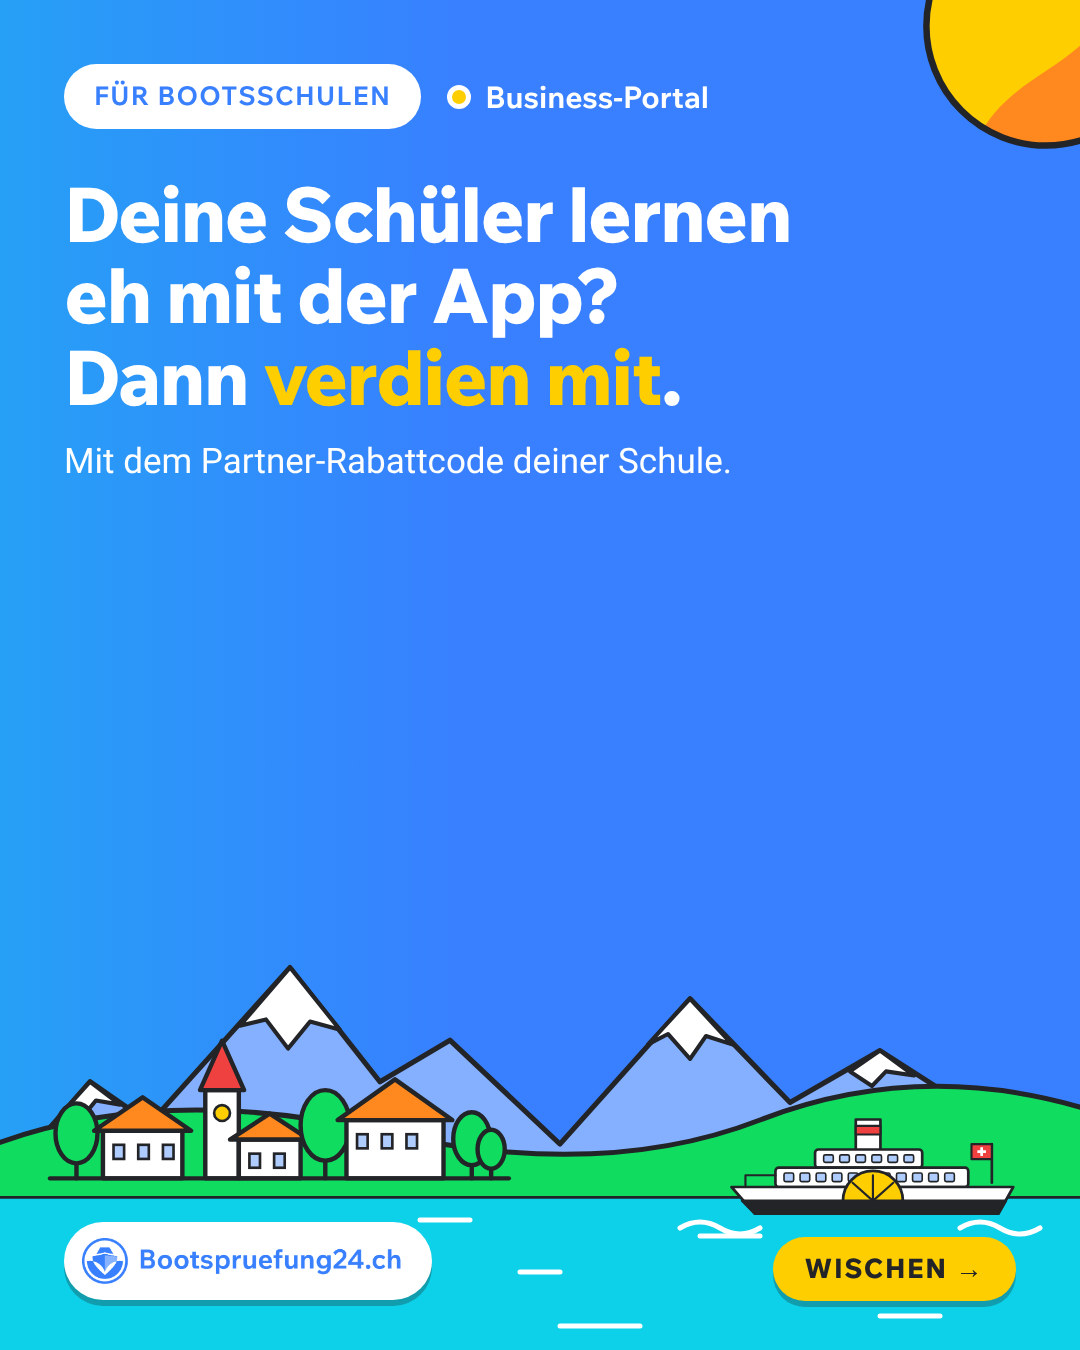 FÜR BOOTSSCHULEN
Business-Portal
Deine Schüler lernen
eh mit der App?
Dann verdien mit.
Mit dem Partner-Rabattcode deiner Schule.
Bootspruefung24.ch
WISCHEN →